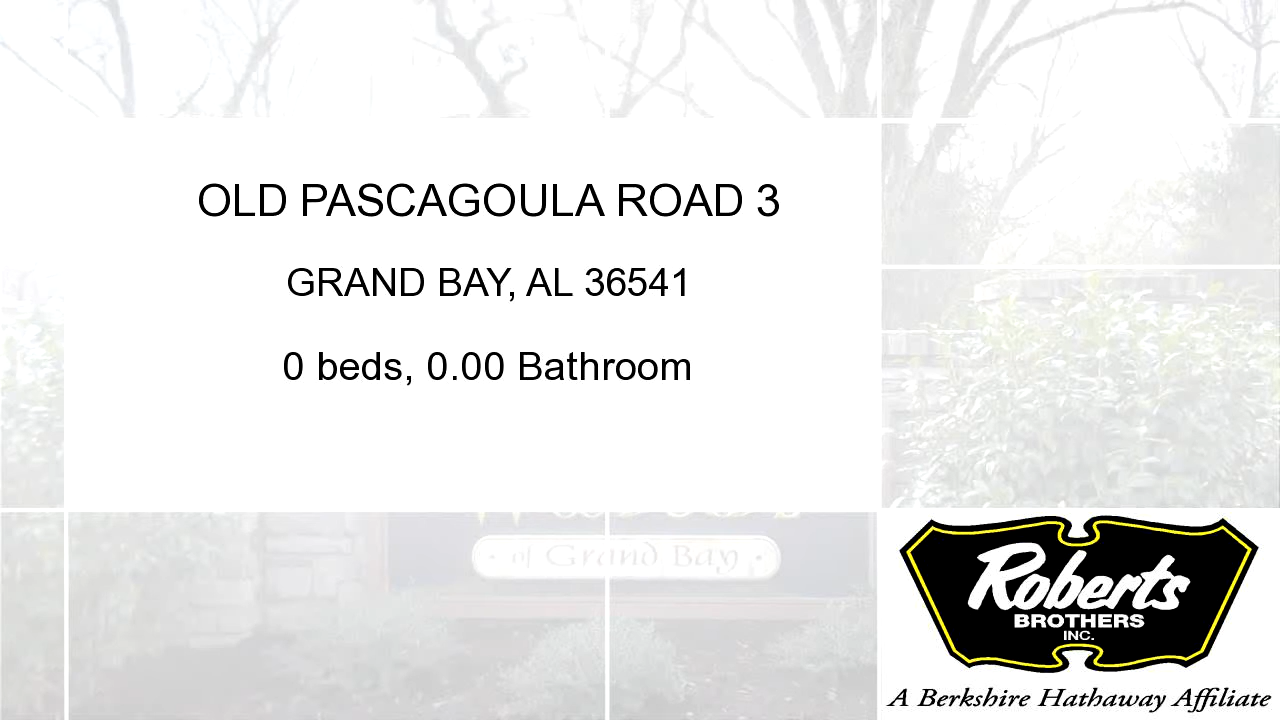 OLD PASCAGOULA ROAD 3
GRAND BAY, AL 36541
0 beds, 0.00 Bathroom
of Grand Bay
Roberts
BROTHERS
INC.
A Berkshire Hathaway Affiliate